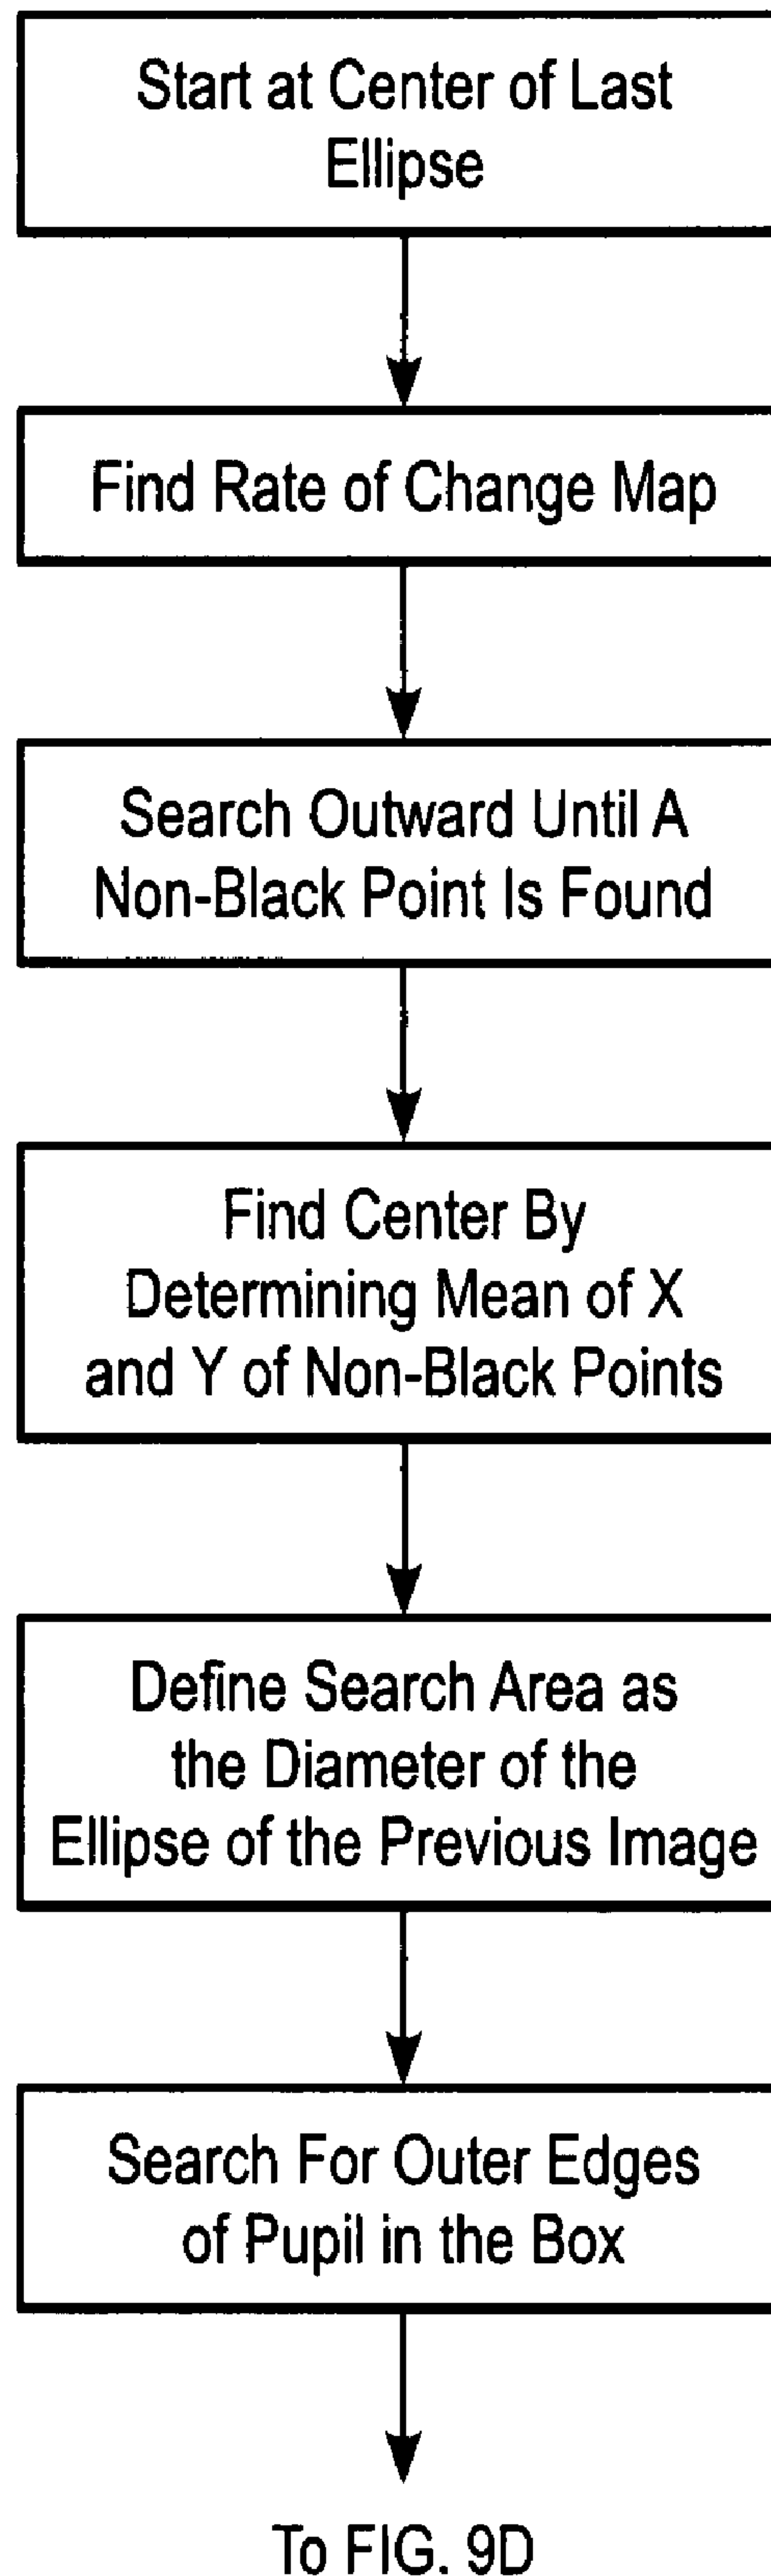 Start at Center of Last
Ellipse
Find Rate of Change Map
Search Outward Until A
Non-Black Point Is Found
Find Center By
Determining Mean of X
and Y of Non-Black Points
Define Search Area as
the Diameter of the
Ellipse of the Previous Image
Search For Outer Edges
of Pupil in the Box
To FIG. 9D